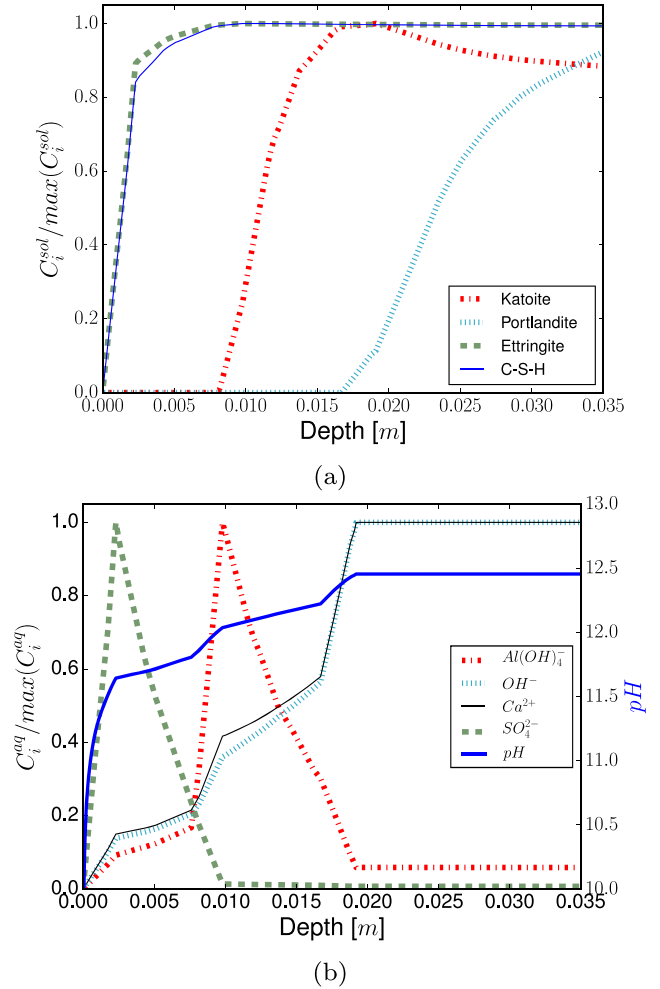 1.0
0.8
0.6
0.4
0.2
0.0
C_i^{sol}/max(C_i^{sol})
Katoite
Portlandite
Ettringite
C-S-H
0.000 0.005 0.010 0.015 0.020 0.025 0.030 0.035
Depth [m]
(a)
1.0
0.8
0.6
0.4
0.2
0.0
C_i^{aq}/max(C_i^{aq})
13.0
12.5
12.0
11.5
11.0
10.5
10.0
pH
Al(OH)_4^-
OH^-
Ca^{2+}
SO_4^{2-}
pH
0.000 0.005 0.010 0.015 0.020 0.025 0.030 0.035
Depth [m]
(b)